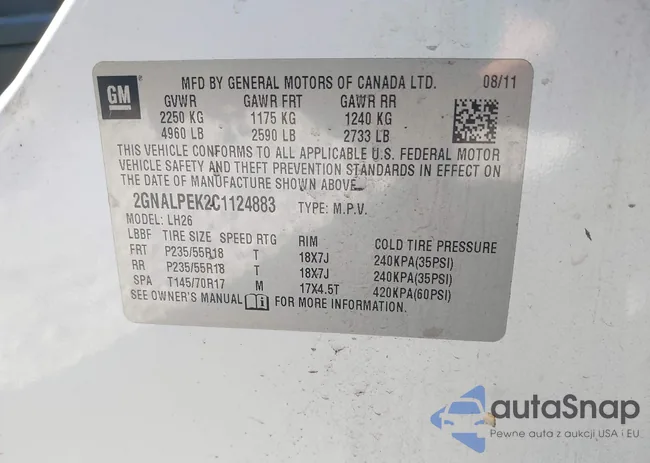 GM
MFD BY GENERAL MOTORS OF CANADA LTD. 08/11
GVWR GAWR FRT GAWR RR
2250 KG 1175 KG 1240 KG
4960 LB 2590 LB 2733 LB
THIS VEHICLE CONFORMS TO ALL APPLICABLE U.S. FEDERAL MOTOR
VEHICLE SAFETY AND THEFT PREVENTION STANDARDS IN EFFECT ON
THE DATE OF MANUFACTURE SHOWN ABOVE.
2GNALPEK2C1124883 TYPE: M.P.V.
MODEL: LH26
LBBF TIRE SIZE SPEED RTG RIM COLD TIRE PRESSURE
FRT P235/55R18 T 18X7J 240KPA(35PSI)
RR P235/55R18 T 18X7J 240KPA(35PSI)
SPA T145/70R17 M 17X4.5T 420KPA(60PSI)
SEE OWNER'S MANUAL FOR MORE INFORMATION.
autaSnap
Pewne auta z aukcji USA i EU